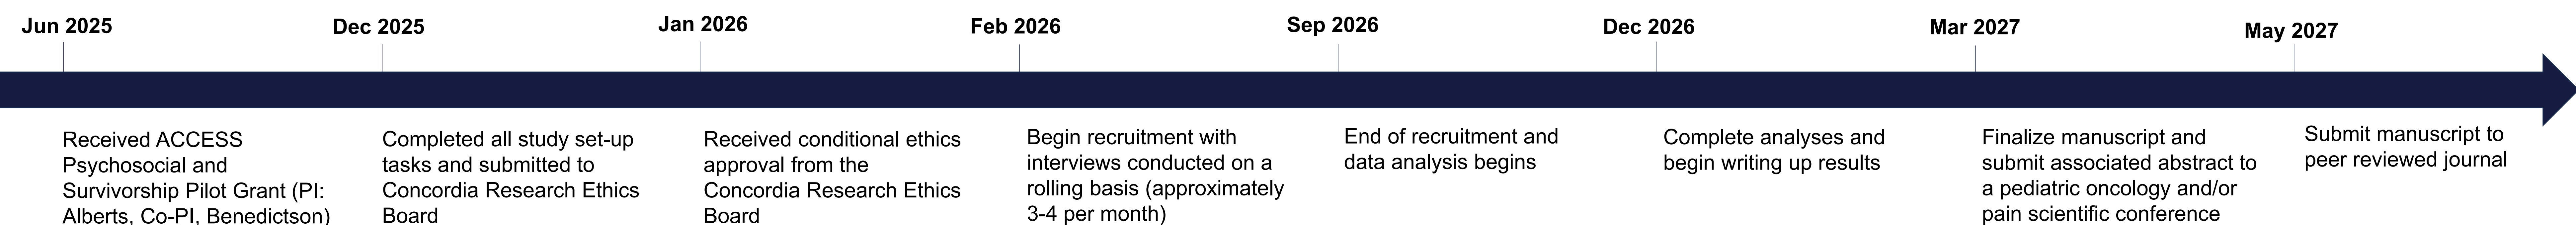 Jun 2025
Received ACCESS
Psychosocial and
Survivorship Pilot Grant (PI:
Alberts, Co-PI, Benedictson)
Dec 2025
Completed all study set-up
tasks and submitted to
Concordia Research Ethics
Board
Jan 2026
Received conditional ethics
approval from the
Concordia Research Ethics
Board
Feb 2026
Begin recruitment with
interviews conducted on a
rolling basis (approximately
3-4 per month)
Sep 2026
End of recruitment and
data analysis begins
Dec 2026
Complete analyses and
begin writing up results
Mar 2027
Finalize manuscript and
submit associated abstract to
a pediatric oncology and/or
pain scientific conference
May 2027
Submit manuscript to
peer reviewed journal